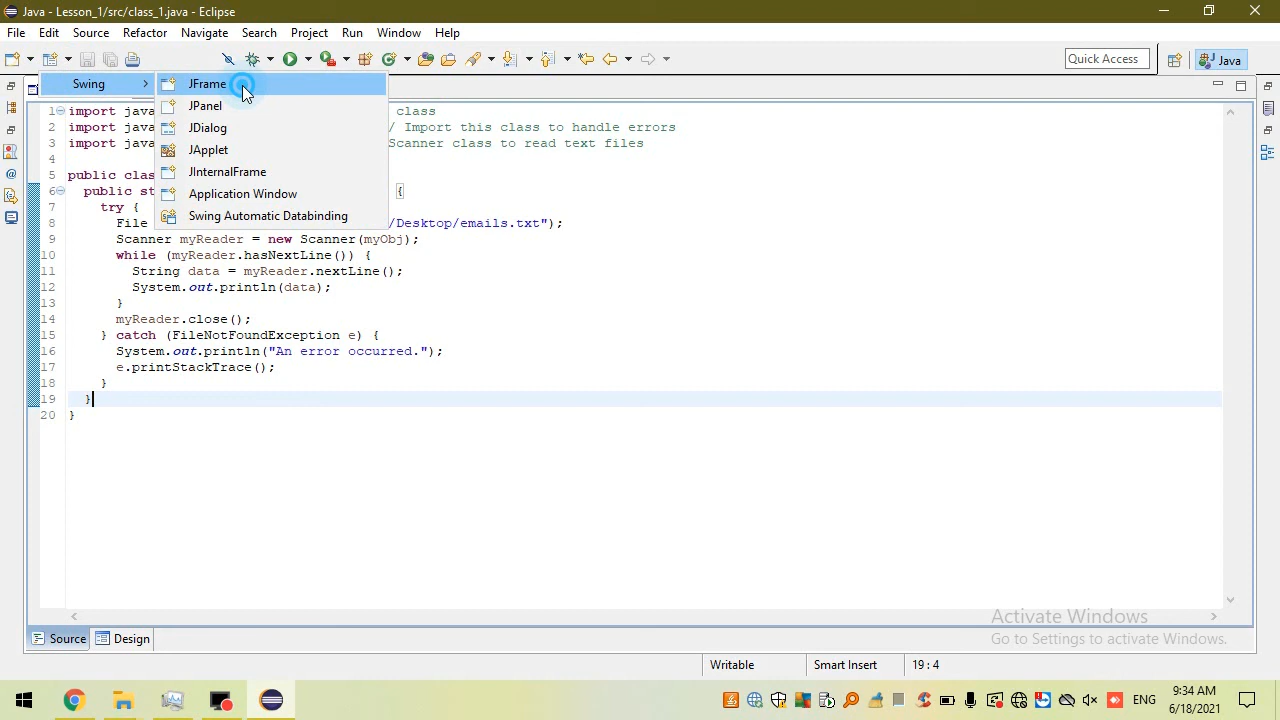 Java - Lesson_1/src/class_1.java - Eclipse
File Edit Source Refactor Navigate Search Project Run Window Help
Quick Access
Java
Swing
JFrame
JPanel
JDialog
JApplet
JInternalFrame
Application Window
Swing Automatic Databinding
1 import java class
2 import java / Import this class to handle errors
3 import java Scanner class to read text files
4
5 public clas
6 public st {
7 try {
8 File /Desktop/emails.txt");
9 Scanner myReader = new Scanner(myObj);
10 while (myReader.hasNextLine()) {
11 String data = myReader.nextLine();
12 System.out.println(data);
13 }
14 myReader.close();
15 } catch (FileNotFoundException e) {
16 System.out.println("An error occurred.");
17 e.printStackTrace();
18 }
19 }
20 }
Activate Windows
Go to Settings to activate Windows.
Source Design
Writable Smart Insert 19 : 4
ENG
9:34 AM
6/18/2021